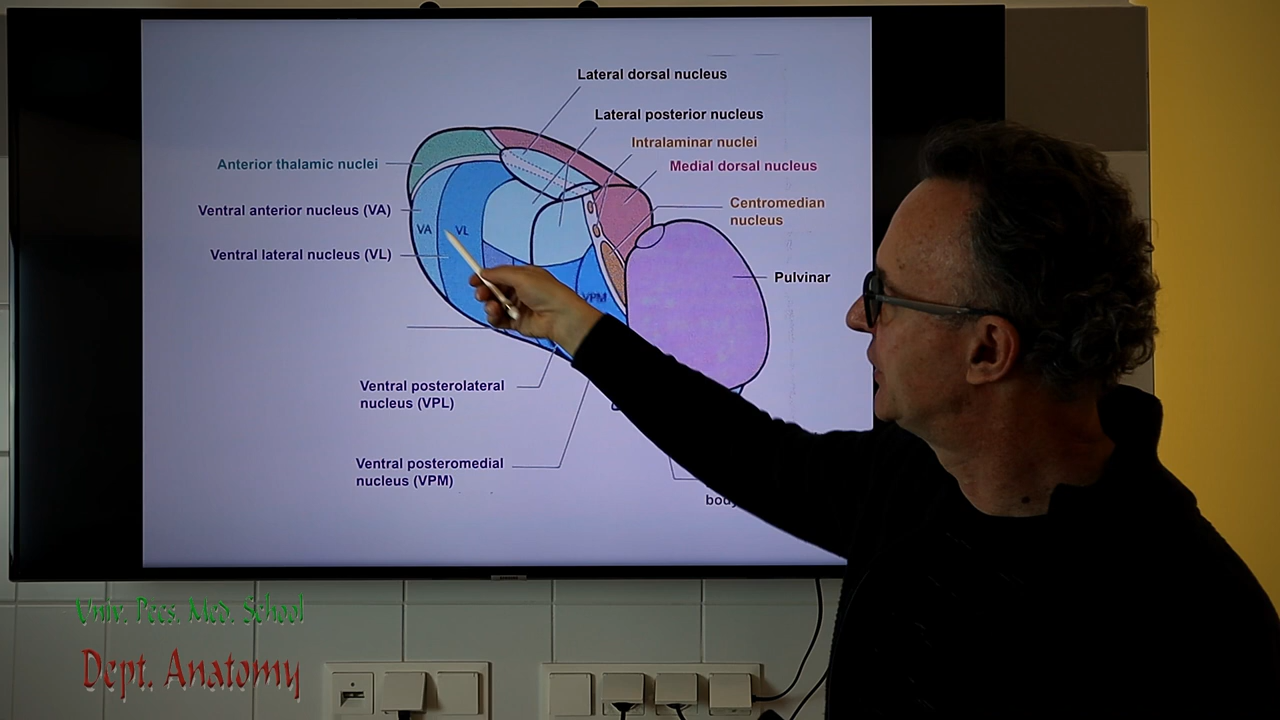 Lateral dorsal nucleus
Lateral posterior nucleus
Intralaminar nuclei
Anterior thalamic nuclei
Medial dorsal nucleus
Centromedian
nucleus
Ventral anterior nucleus (VA)
VA
VL
Ventral lateral nucleus (VL)
Pulvinar
VPM
Ventral posterolateral
nucleus (VPL)
Ventral posteromedial
nucleus (VPM)
body
Univ. Pecs. Med. School
Dept. Anatomy